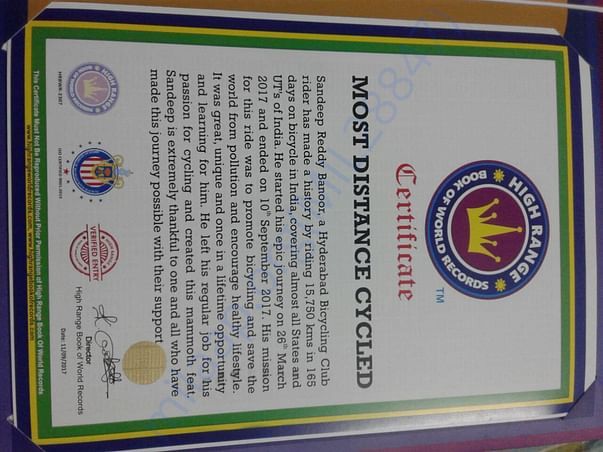 HIGH RANGE
BOOK OF WORLD RECORDS
TM
Certificate
MOST DISTANCE CYCLED
Sandeep Reddy Banoor, a Hyderabad Bicycling Club
rider has made a history by riding 15,750 kms in 165
days on bicycle in India, covering almost all States and
UT's of India. He started his epic journey on 26th March
2017 and ended on 10th September 2017. His mission
for this ride was to promote bicycling and save the
world from pollution and encourage healthy lifestyle.
It was great, unique and once in a lifetime opportunity
and learning for him. He left his regular job for his
passion for cycling and created this mammoth feat.
Sandeep is extremely thankful to one and all who have
made this journey possible with their support
HIGH RANGE
VERIFIED ENTRY
Director
High Range Book of World Records
Date: 11/09/2017
This Certificate Must Not Be Reproduced Without Prior Permission of High Range Book Of World Records